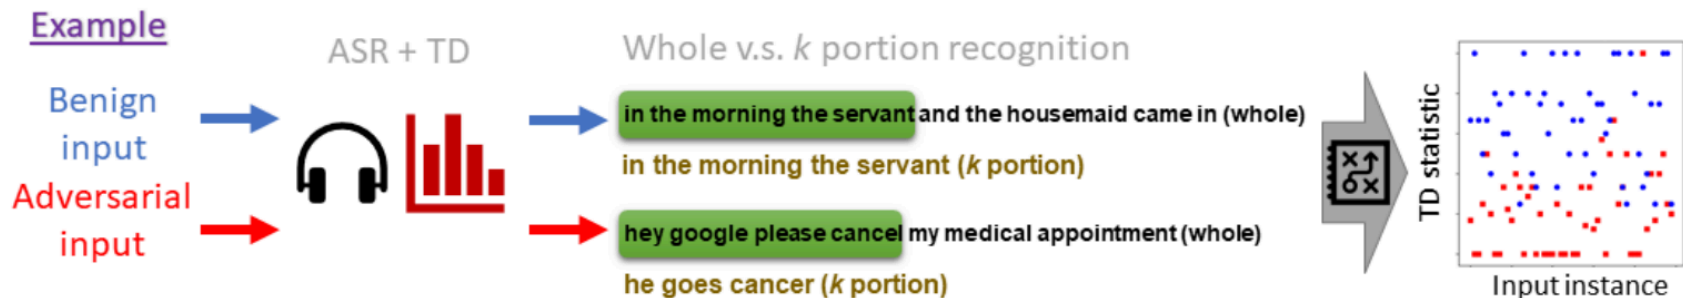 Example
ASR + TD
Whole v.s. k portion recognition
Benign
input
Adversarial
input
in the morning the servant and the housemaid came in (whole)
in the morning the servant (k portion)
hey google please cancel my medical appointment (whole)
he goes cancer (k portion)
TD statistic
Input instance